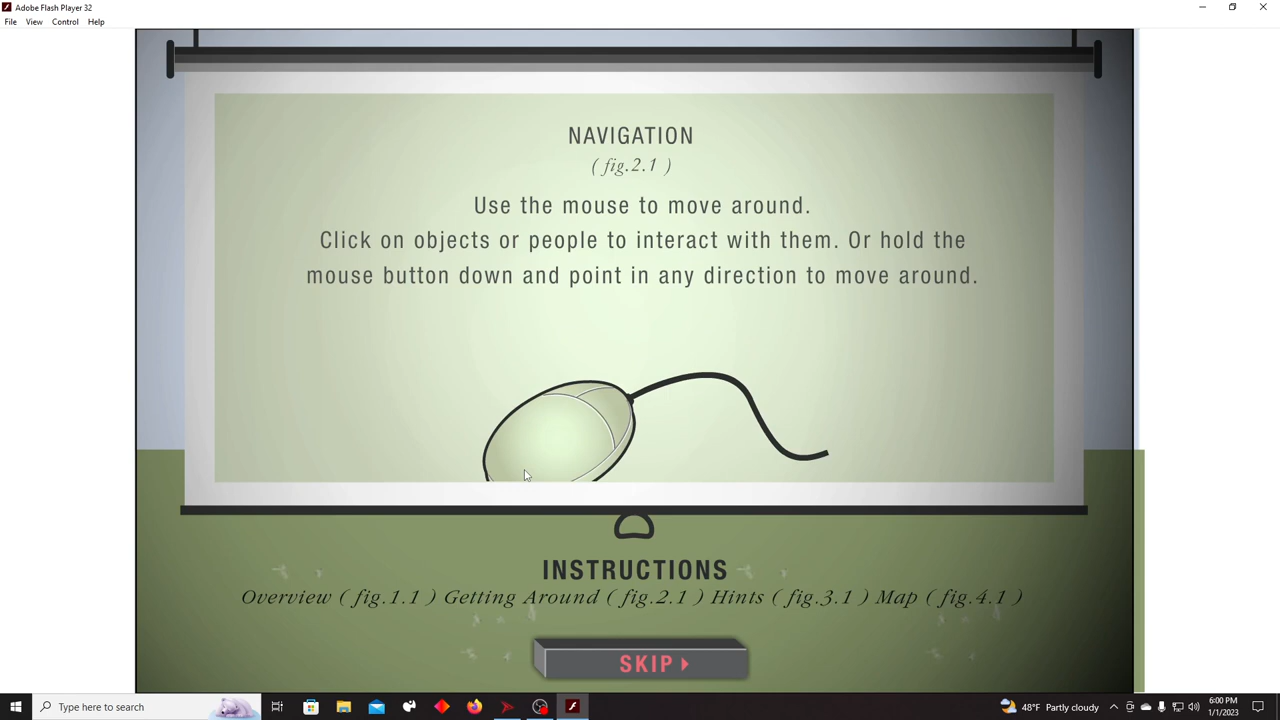 Adobe Flash Player 32
File View Control Help
NAVIGATION
( fig.2.1 )
Use the mouse to move around.
Click on objects or people to interact with them. Or hold the
mouse button down and point in any direction to move around.
INSTRUCTIONS
Overview ( fig.1.1 ) Getting Around ( fig.2.1 ) Hints ( fig.3.1 ) Map ( fig.4.1 )
SKIP
Type here to search
48°F Partly cloudy
6:00 PM
1/1/2023